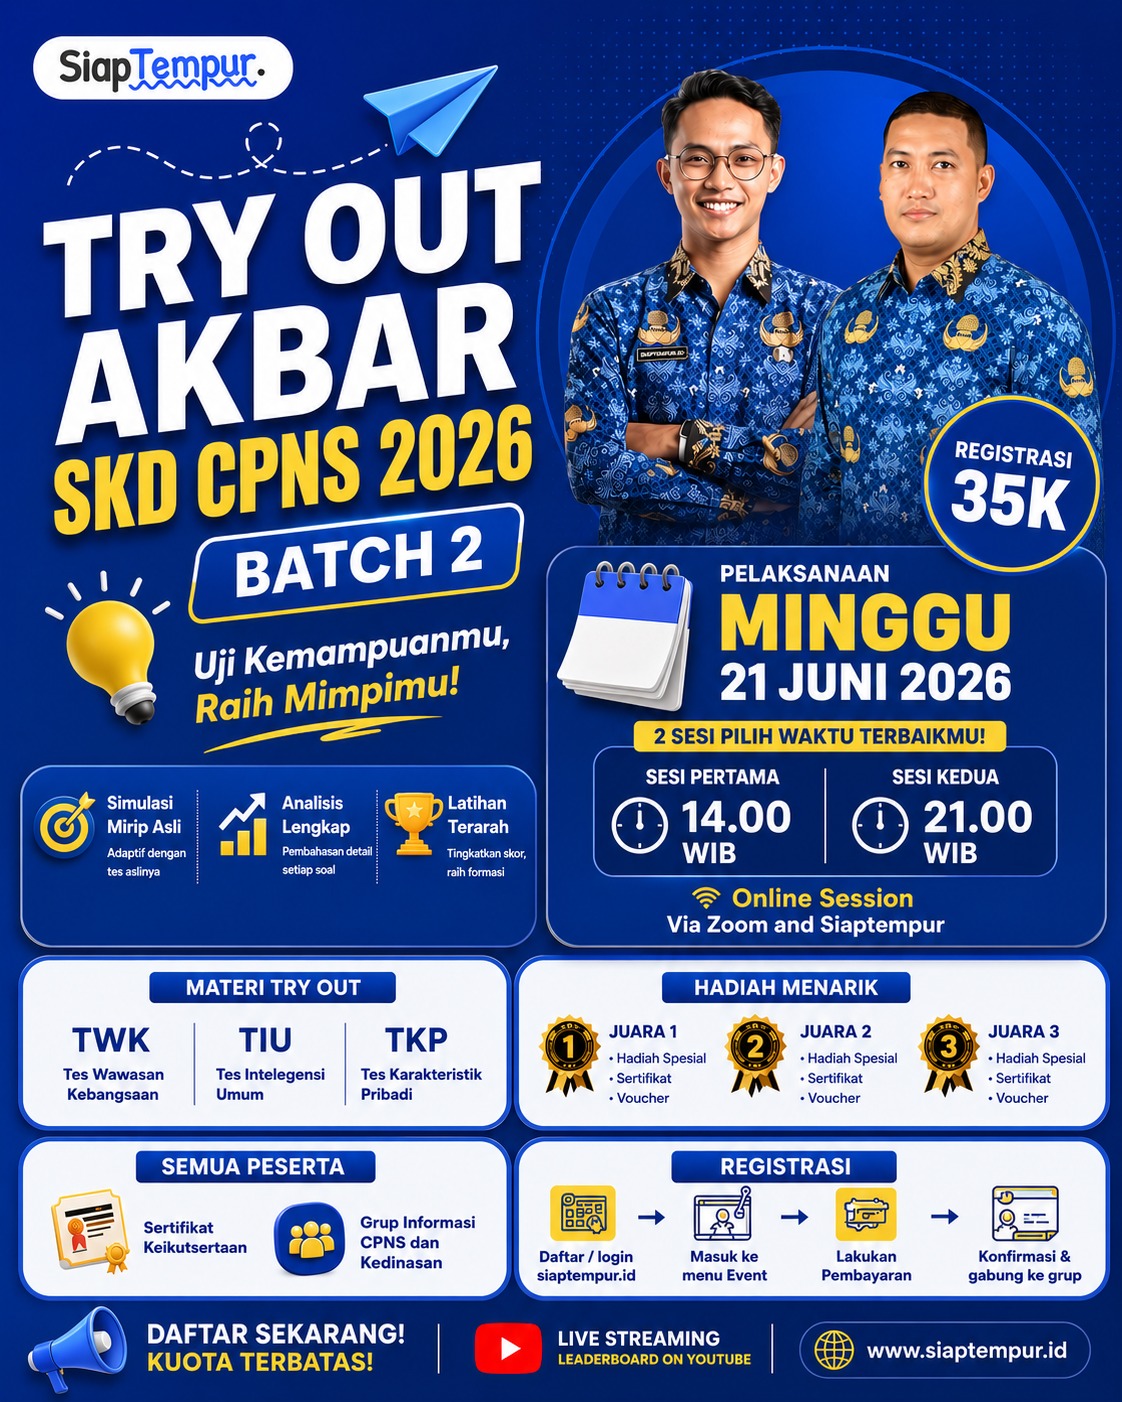 SiapTempur.
TRY OUT
AKBAR
SKD CPNS 2026
BATCH 2
Uji Kemampuanmu,
Raih Mimpimu!
REGISTRASI
35K
PELAKSANAAN
MINGGU
21 JUNI 2026
2 SESI PILIH WAKTU TERBAIKMU!
SESI PERTAMA
14.00
WIB
SESI KEDUA
21.00
WIB
Online Session
Via Zoom and Siaptempur
Simulasi
Mirip Asli
Adaptif dengan
tes aslinya
Analisis
Lengkap
Pembahasan detail
setiap soal
Latihan
Terarah
Tingkatkan skor,
raih formasi
MATERI TRY OUT
TWK
Tes Wawasan
Kebangsaan
TIU
Tes Intelegensi
Umum
TKP
Tes Karakteristik
Pribadi
HADIAH MENARIK
1
JUARA 1
• Hadiah Spesial
• Sertifikat
• Voucher
2
JUARA 2
• Hadiah Spesial
• Sertifikat
• Voucher
3
JUARA 3
• Hadiah Spesial
• Sertifikat
• Voucher
SEMUA PESERTA
Sertifikat
Keikutsertaan
Grup Informasi
CPNS dan
Kedinasan
REGISTRASI
Daftar / login
siaptempur.id
Masuk ke
menu Event
Lakukan
Pembayaran
Konfirmasi &
gabung ke grup
DAFTAR SEKARANG!
KUOTA TERBATAS!
LIVE STREAMING
LEADERBOARD ON YOUTUBE
www.siaptempur.id